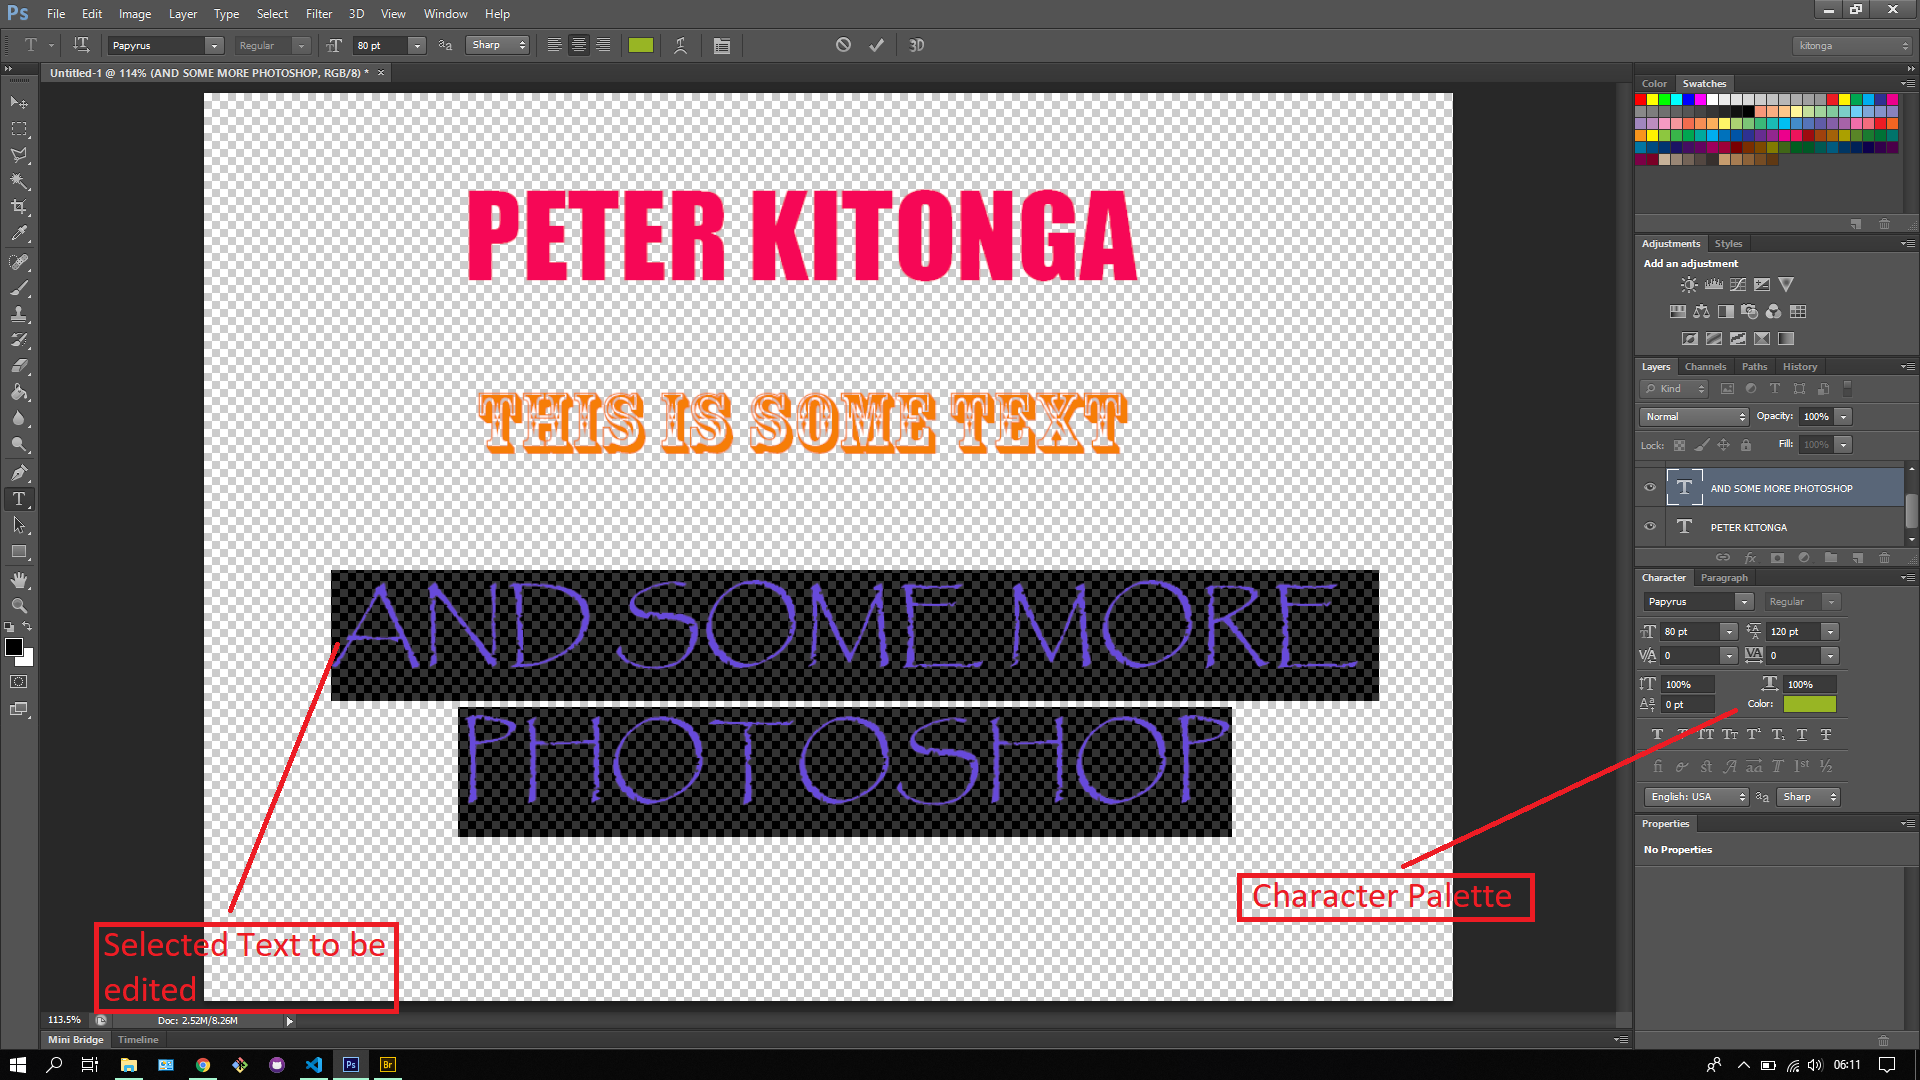 Ps File Edit Image Layer Type Select Filter 3D View Window Help
T Papyrus Regular 80 pt Sharp 3D kitonga
Untitled-1 @ 114% (AND SOME MORE PHOTOSHOP, RGB/8) * ×
Color Swatches
PETER KITONGA
Adjustments Styles
Add an adjustment
Layers Channels Paths History
Kind
THIS IS SOME TEXT
Normal Opacity: 100%
Lock: Fill: 100%
AND SOME MORE PHOTOSHOP
PETER KITONGA
AND SOME MORE
PHOTOSHOP
Character Paragraph
Papyrus Regular
80 pt 120 pt
0 0
100% 100%
0 pt Color:
English: USA Sharp
Properties
No Properties
Character Palette
Selected Text to be
edited
113.5% Doc: 2.52M/8.26M
Mini Bridge Timeline
Ps Br 06:11